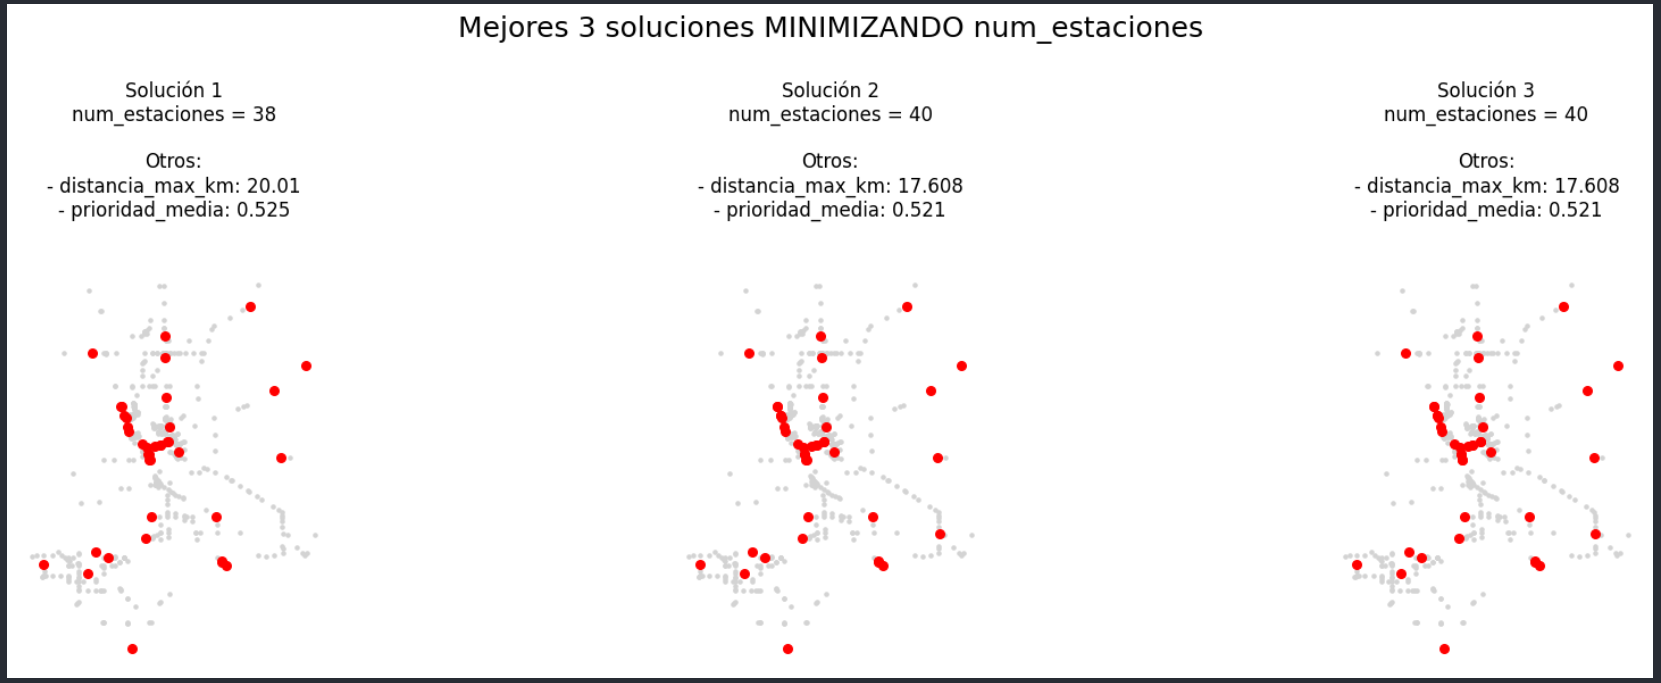 Mejores 3 soluciones MINIMIZANDO num_estaciones
Solución 1
num_estaciones = 38
Otros:
- distancia_max_km: 20.01
- prioridad_media: 0.525
Solución 2
num_estaciones = 40
Otros:
- distancia_max_km: 17.608
- prioridad_media: 0.521
Solución 3
num_estaciones = 40
Otros:
- distancia_max_km: 17.608
- prioridad_media: 0.521